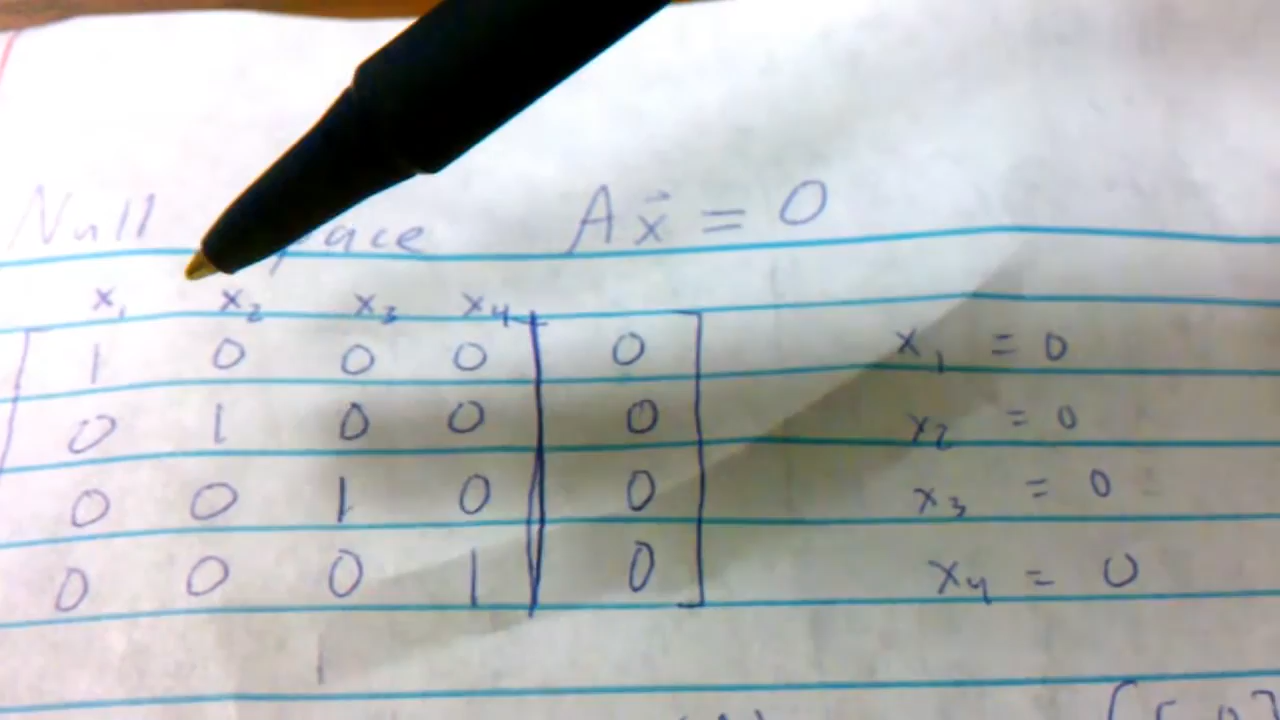 Null Space A x⃗ = 0
x₁ x₂ x₃ x₄
1 0 0 0 0 x₁ = 0
0 1 0 0 0 x₂ = 0
0 0 1 0 0 x₃ = 0
0 0 0 1 0 x₄ = 0